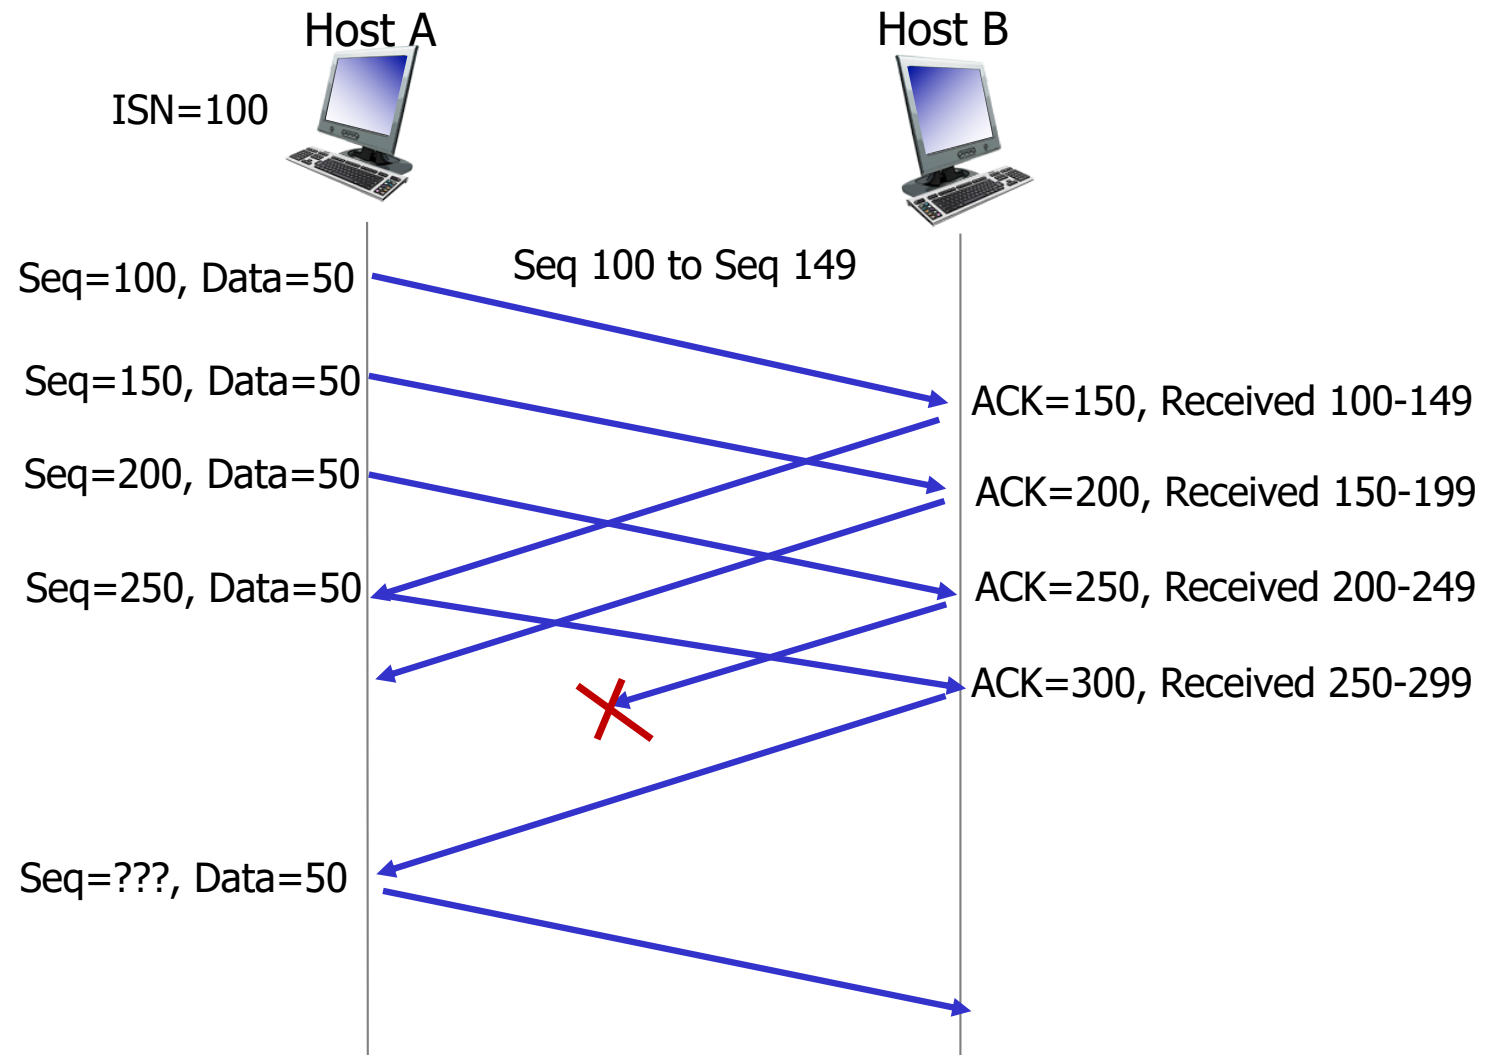 Host A
Host B
ISN=100
Seq=100, Data=50
Seq 100 to Seq 149
Seq=150, Data=50
ACK=150, Received 100-149
Seq=200, Data=50
ACK=200, Received 150-199
Seq=250, Data=50
ACK=250, Received 200-249
ACK=300, Received 250-299
Seq=???, Data=50